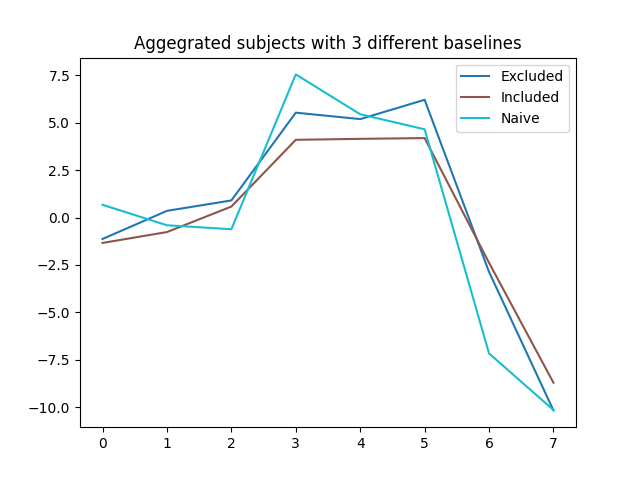 Aggegrated subjects with 3 different baselines
Excluded
Included
Naive
7.5
5.0
2.5
0.0
−2.5
−5.0
−7.5
−10.0
0 1 2 3 4 5 6 7